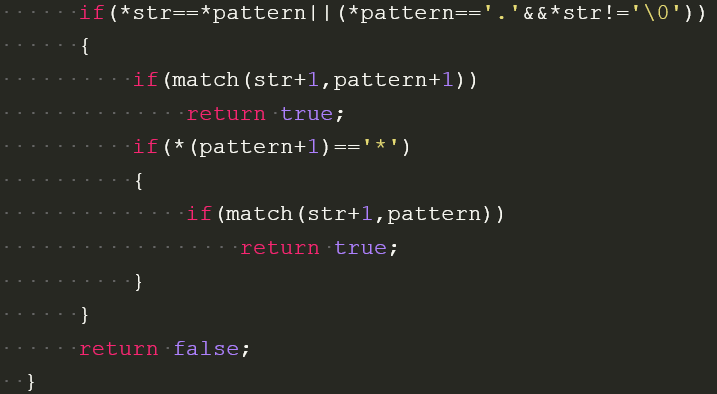 if(*str==*pattern||(*pattern=='.'&&*str!='\0'))
{
if(match(str+1,pattern+1))
return true;
if(*(pattern+1)=='*')
{
if(match(str+1,pattern))
return true;
}
}
return false;
}